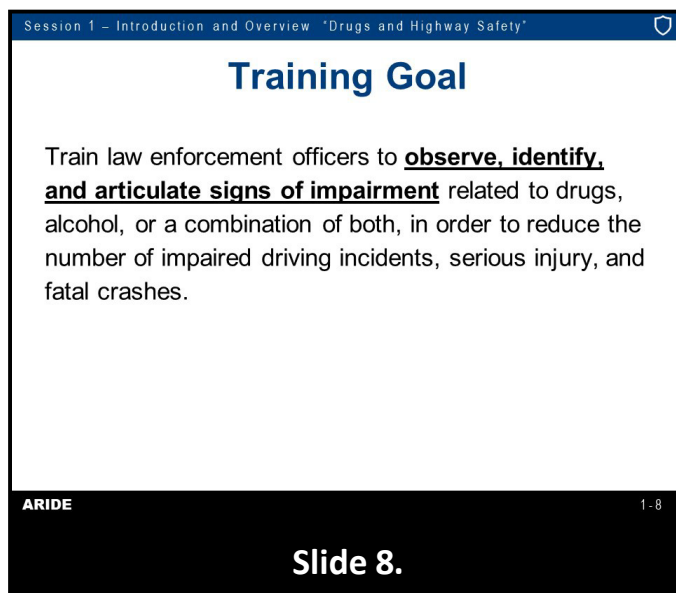 Session 1 – Introduction and Overview "Drugs and Highway Safety"
Training Goal
Train law enforcement officers to observe, identify,
and articulate signs of impairment related to drugs,
alcohol, or a combination of both, in order to reduce the
number of impaired driving incidents, serious injury, and
fatal crashes.
ARIDE 1-8
Slide 8.